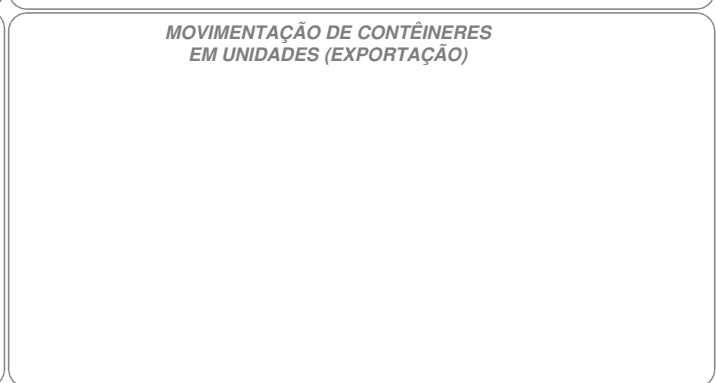 MOVIMENTAÇÃO DE CONTÊINERES
EM UNIDADES (EXPORTAÇÃO)